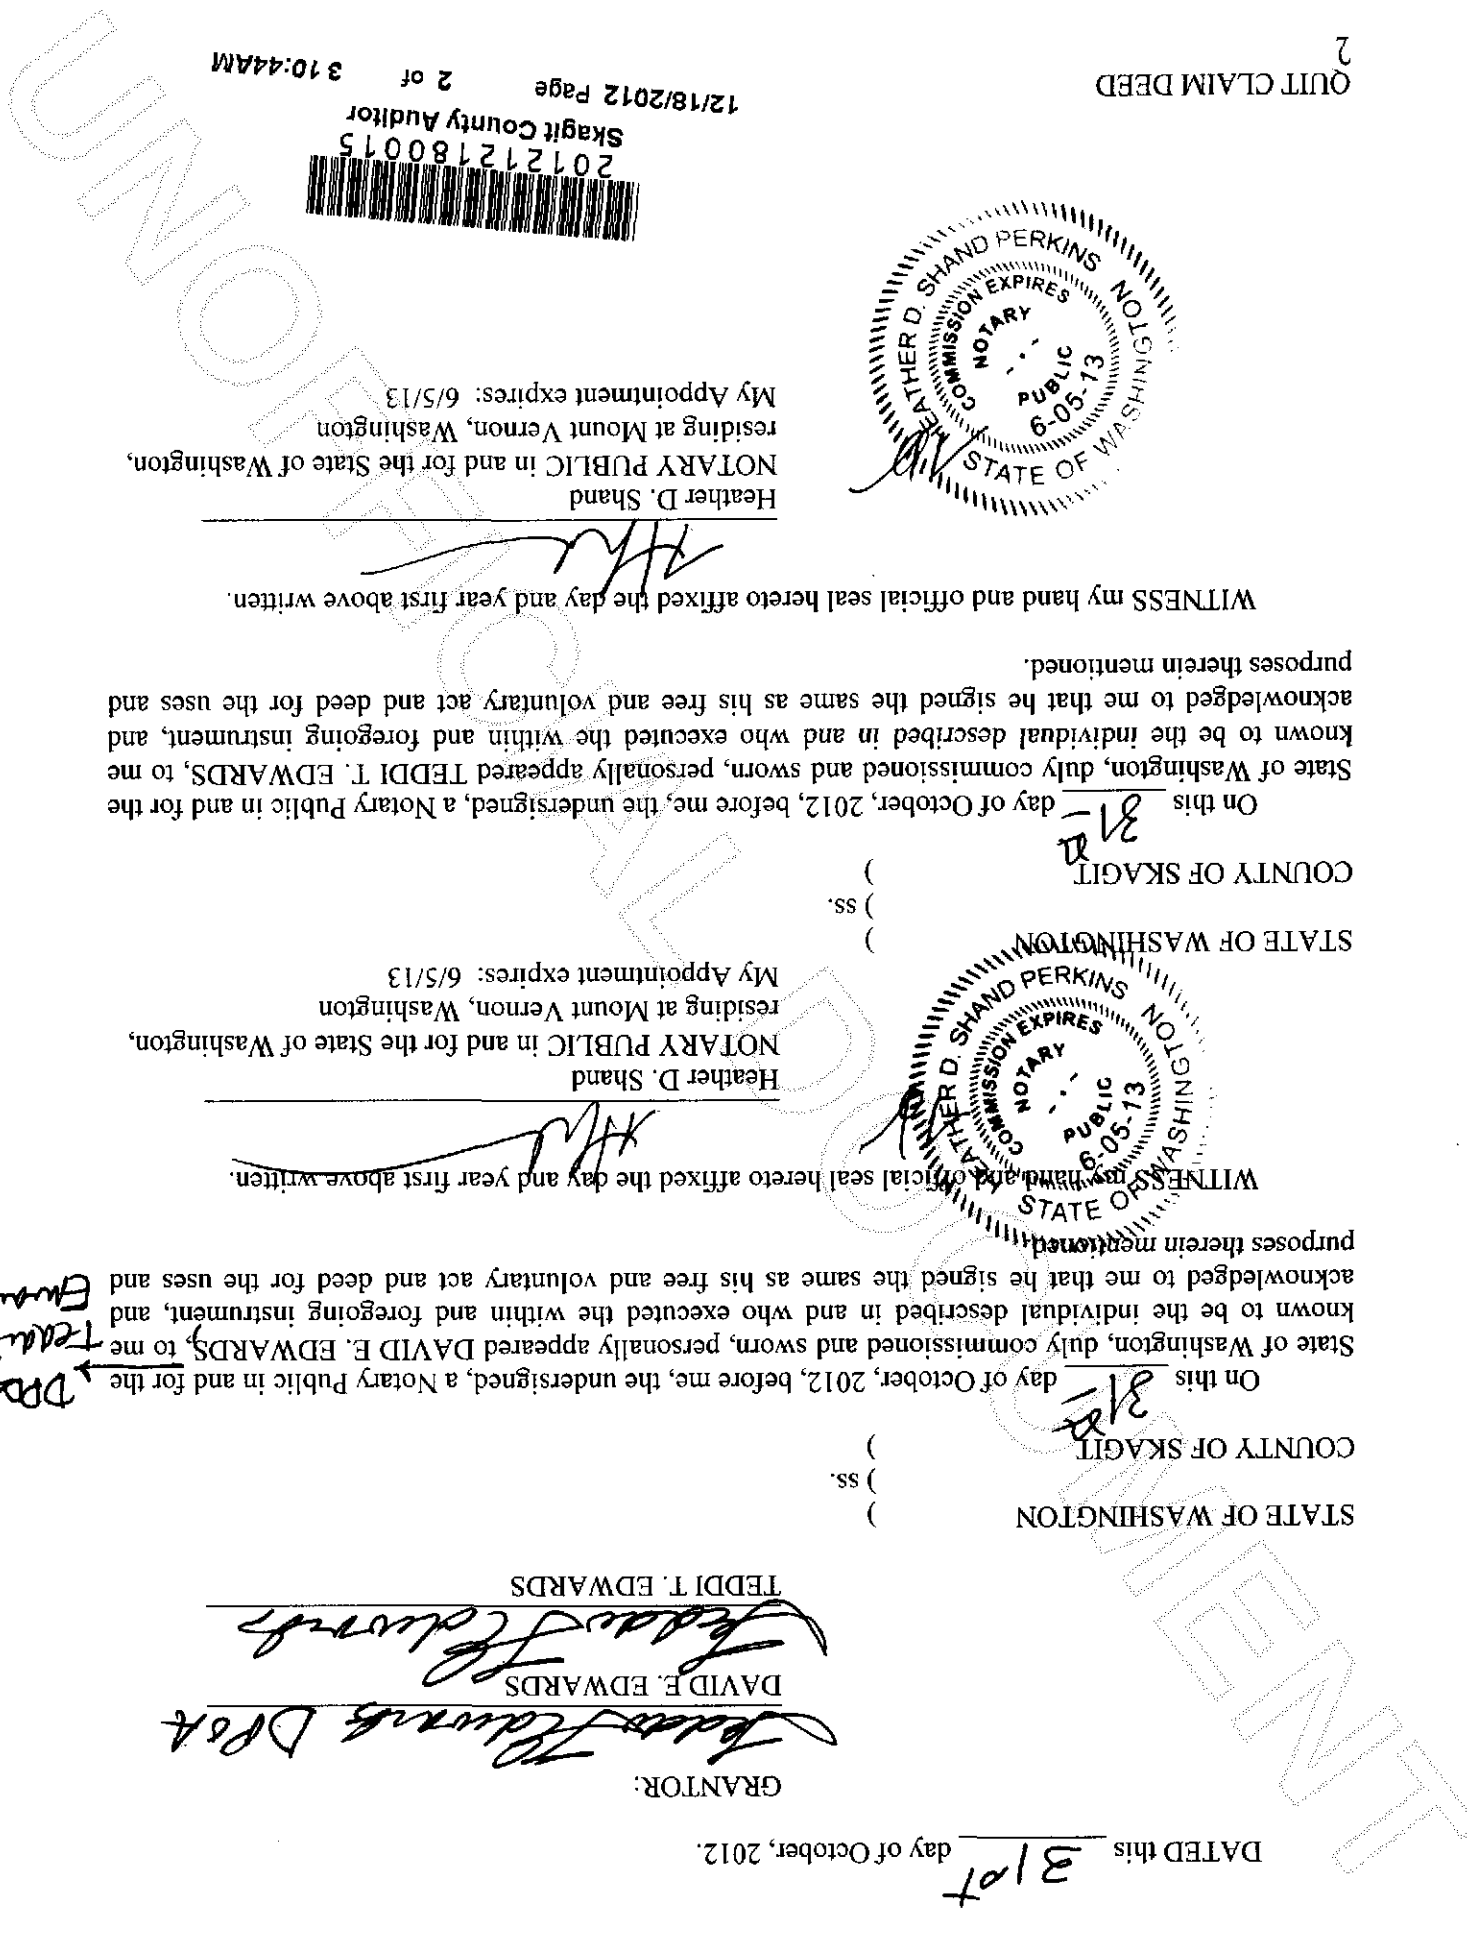 DATED this 31st day of October, 2012.
GRANTOR:
Teddi T Edwards DPOA
DAVID E. EDWARDS
Teddi T Edwards
TEDDI T. EDWARDS
STATE OF WASHINGTON )
) ss.
COUNTY OF SKAGIT )
On this 31st day of October, 2012, before me, the undersigned, a Notary Public in and for the
State of Washington, duly commissioned and sworn, personally appeared DAVID E. EDWARDS, to me
known to be the individual described in and who executed the within and foregoing instrument, and
acknowledged to me that he signed the same as his free and voluntary act and deed for the uses and
purposes therein mentioned.
WITNESS my hand and official seal hereto affixed the day and year first above written.
Heather D. Shand
NOTARY PUBLIC in and for the State of Washington,
residing at Mount Vernon, Washington
My Appointment expires: 6/5/13
HEATHER D. SHAND PERKINS NOT
STATE OF WASHINGTON
COMMISSION EXPIRES
NOTARY
PUBLIC
6-05-13
STATE OF WASHINGTON )
) ss.
COUNTY OF SKAGIT )
On this 31st day of October, 2012, before me, the undersigned, a Notary Public in and for the
State of Washington, duly commissioned and sworn, personally appeared TEDDI T. EDWARDS, to me
known to be the individual described in and who executed the within and foregoing instrument, and
acknowledged to me that he signed the same as his free and voluntary act and deed for the uses and
purposes therein mentioned.
WITNESS my hand and official seal hereto affixed the day and year first above written.
Heather D. Shand
NOTARY PUBLIC in and for the State of Washington,
residing at Mount Vernon, Washington
My Appointment expires: 6/5/13
HEATHER D. SHAND PERKINS NOT
STATE OF WASHINGTON
COMMISSION EXPIRES
NOTARY
PUBLIC
6-05-13
201212180015
Skagit County Auditor
12/18/2012 Page 2 of 3 10:44AM
QUIT CLAIM DEED
2
UNOFFICIAL DOCUMENT